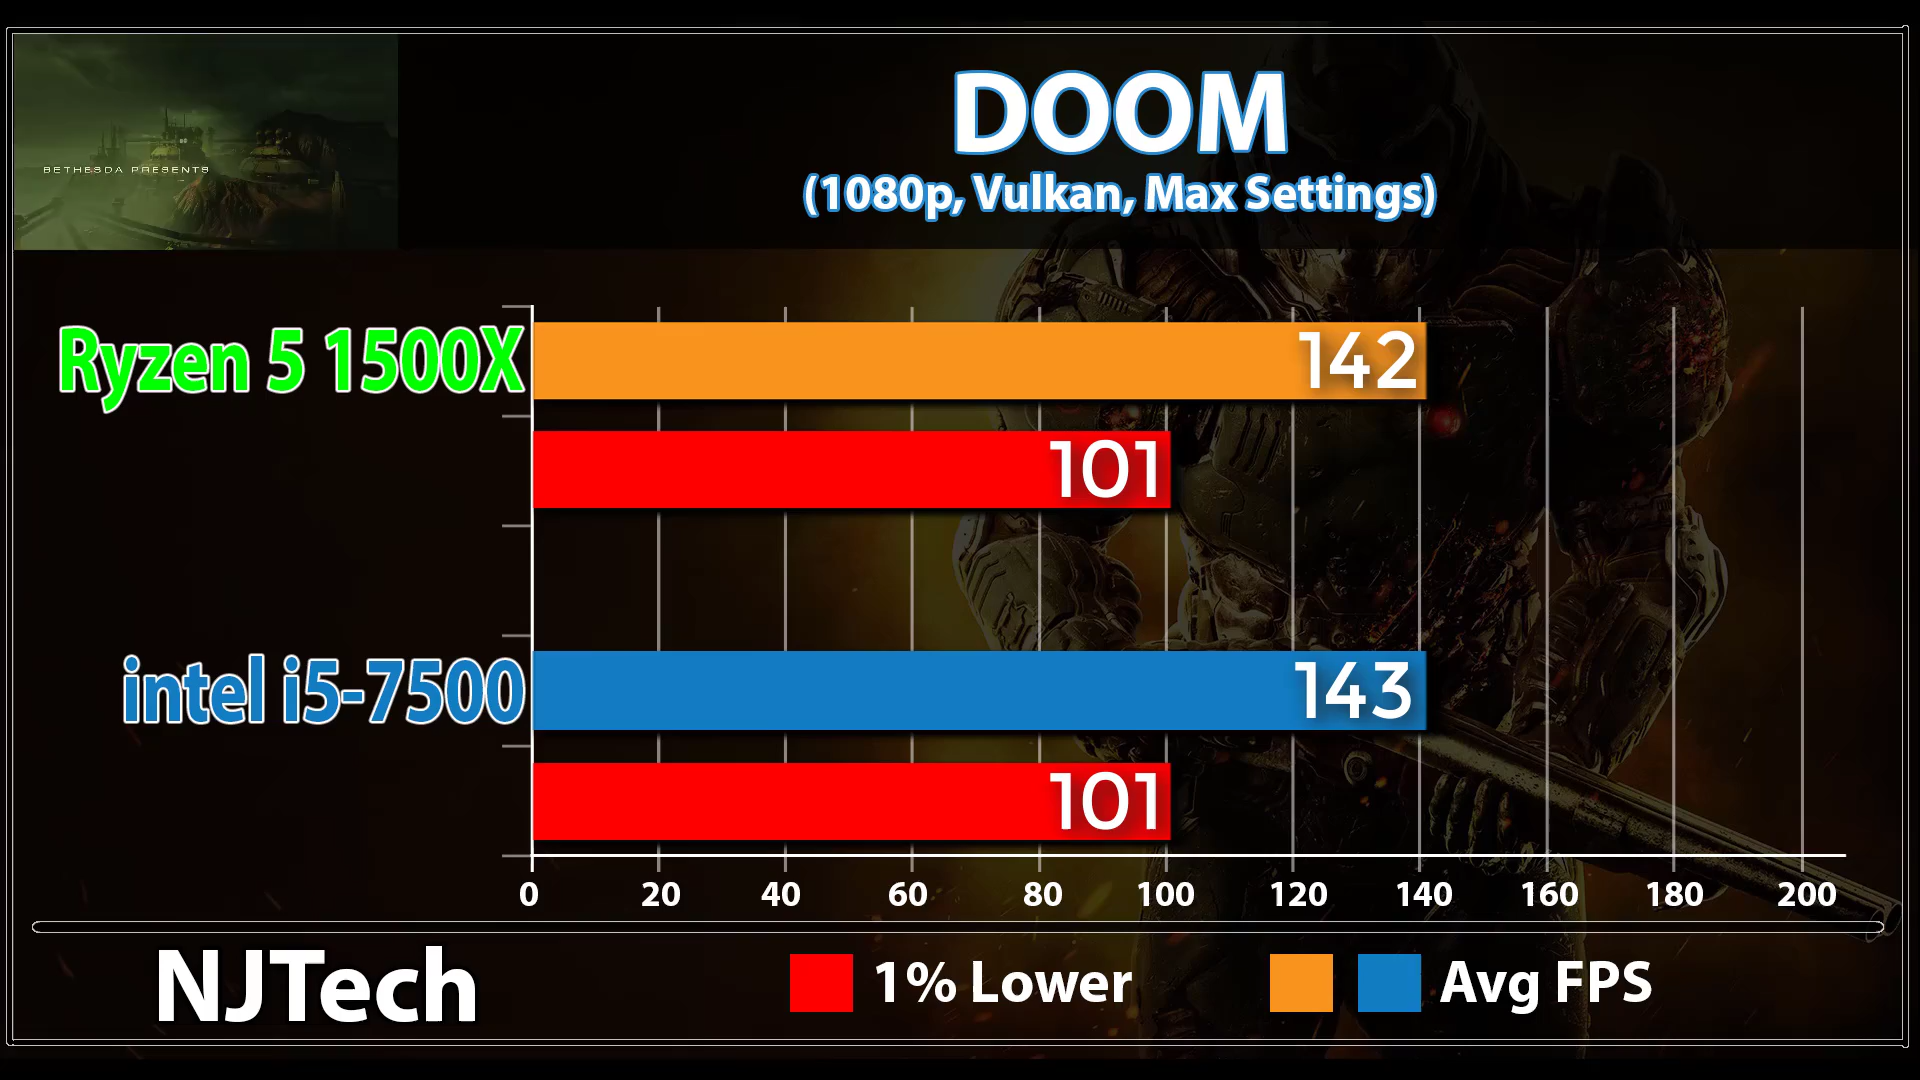 DOOM
(1080p, Vulkan, Max Settings)
BETHESDA PRESENTS
Ryzen 5 1500X
142
101
intel i5-7500
143
101
0 20 40 60 80 100 120 140 160 180 200
NJTech
1% Lower
Avg FPS